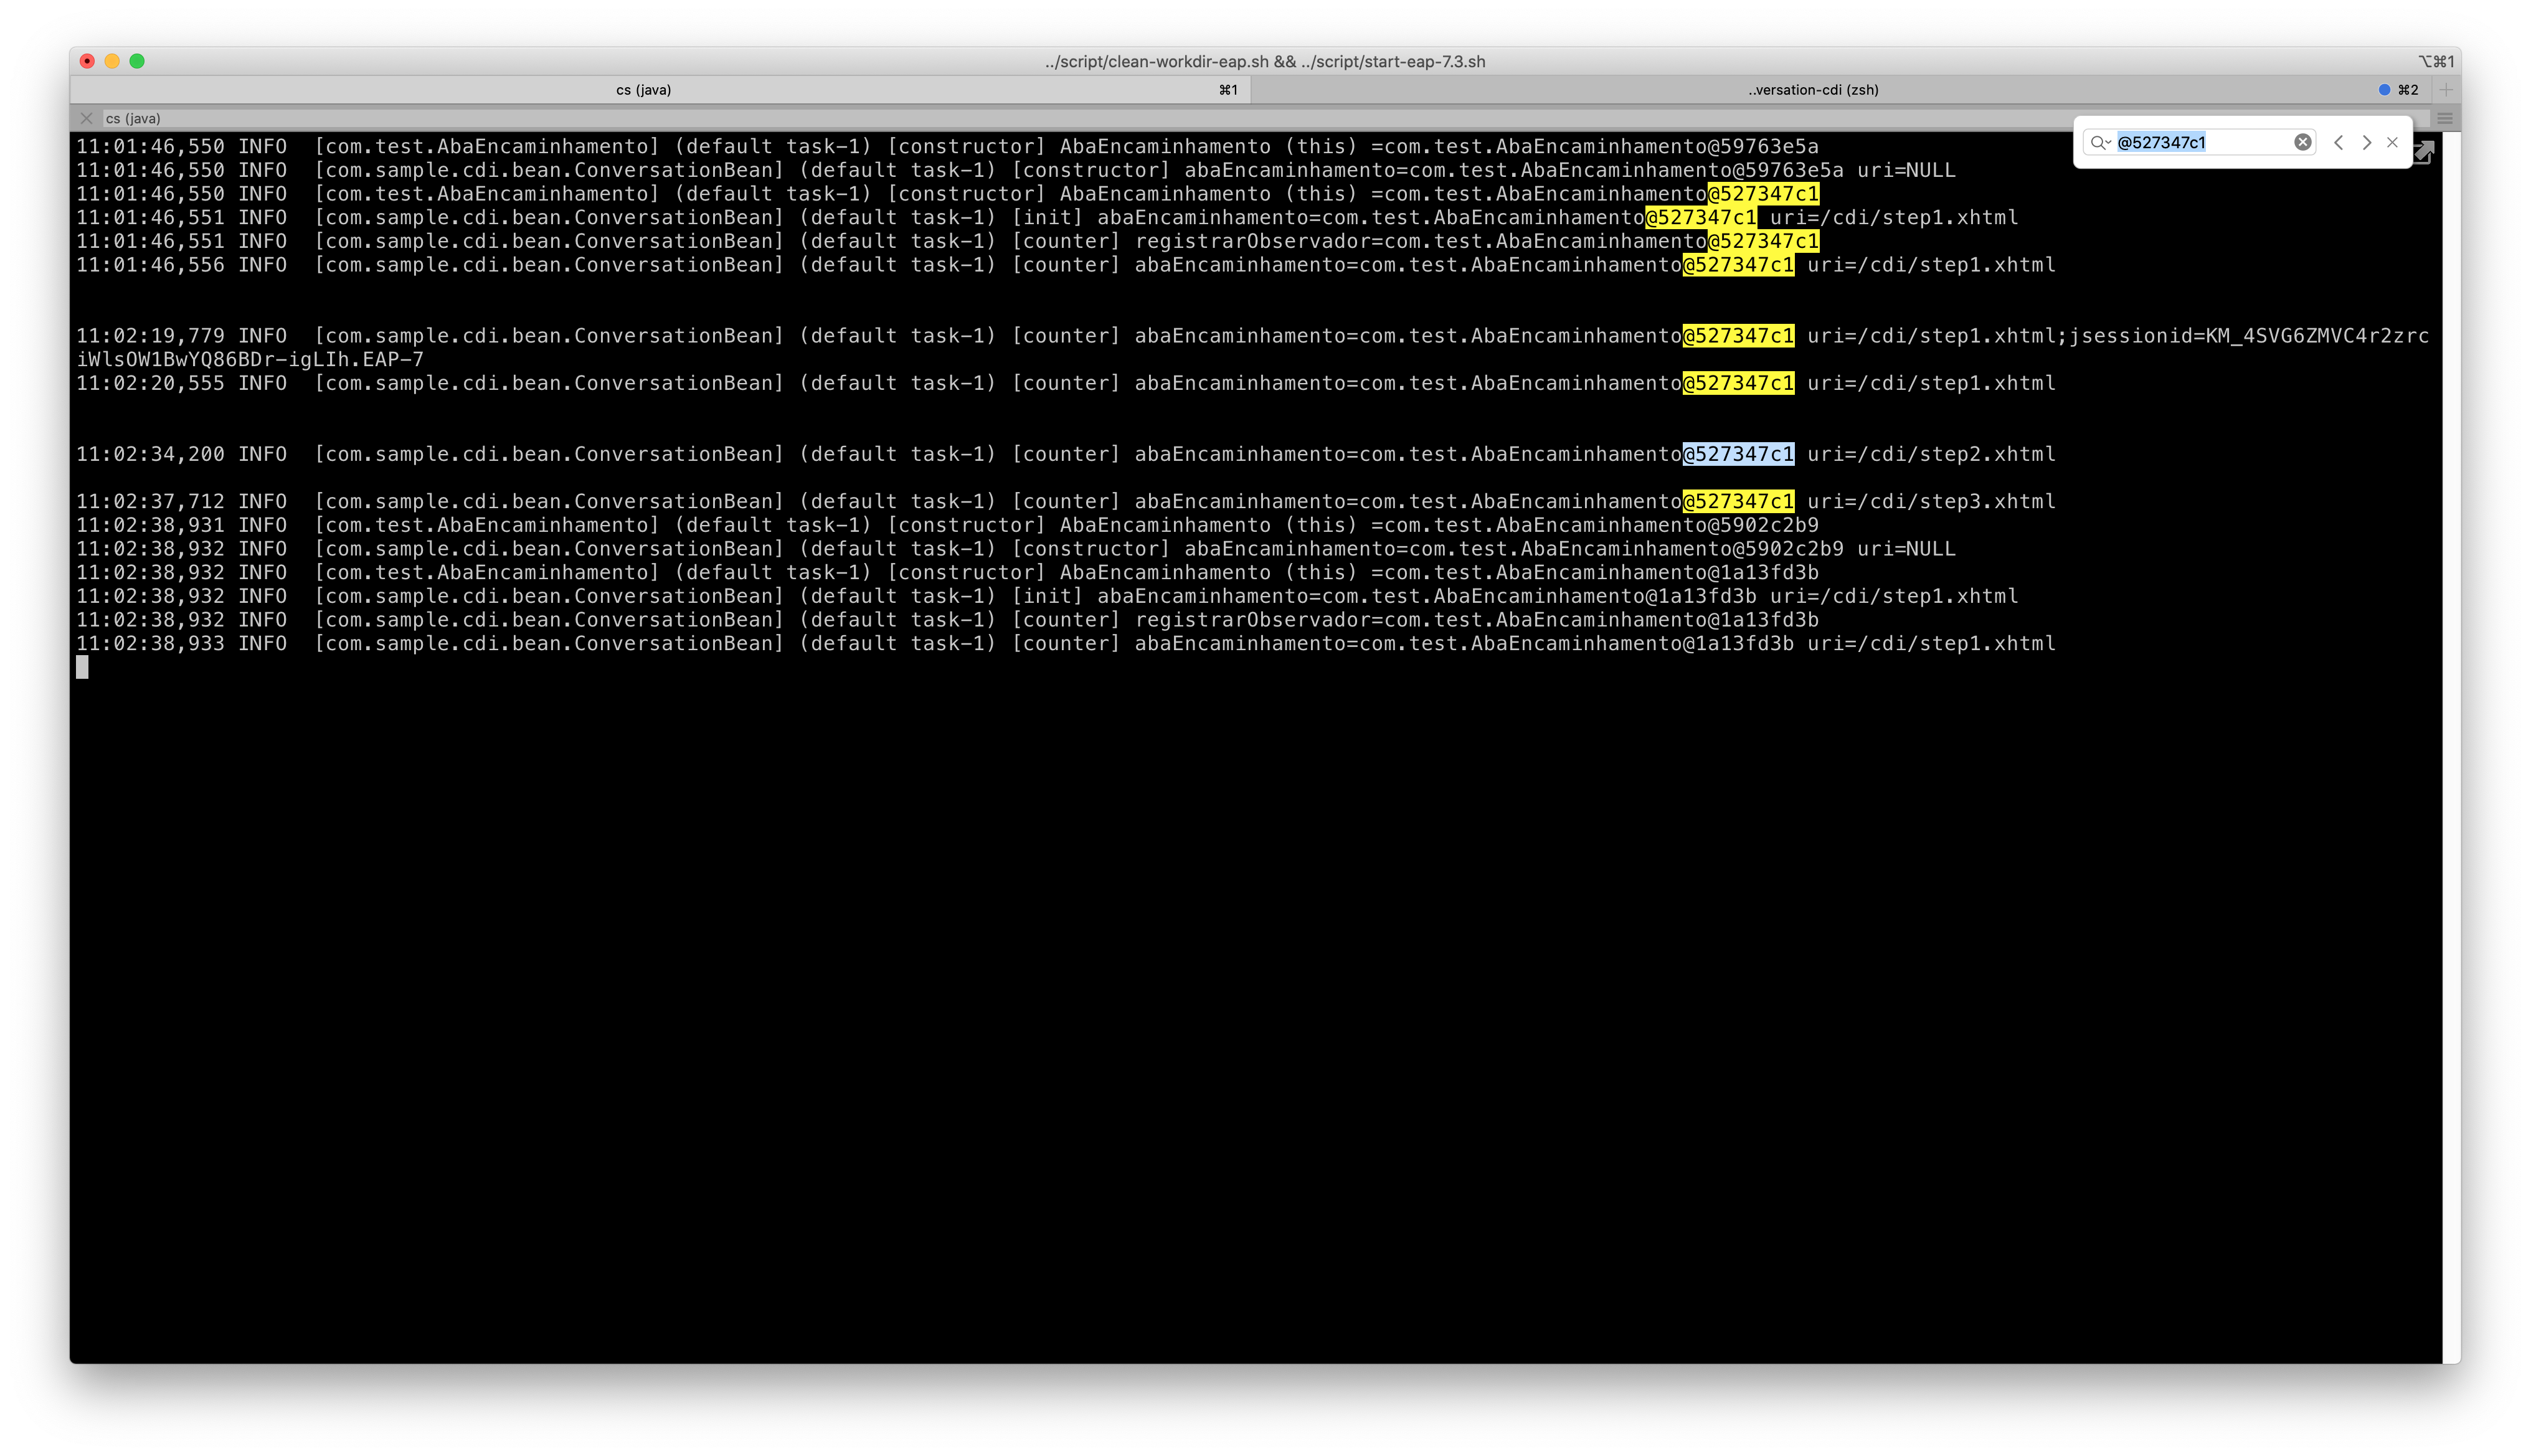 ../script/clean-workdir-eap.sh && ../script/start-eap-7.3.sh ⌥⌘1
cs (java) ⌘1 ..versation-cdi (zsh) ⌘2
cs (java)
@527347c1
11:01:46,550 INFO  [com.test.AbaEncaminhamento] (default task-1) [constructor] AbaEncaminhamento (this) =com.test.AbaEncaminhamento@59763e5a
11:01:46,550 INFO  [com.sample.cdi.bean.ConversationBean] (default task-1) [constructor] abaEncaminhamento=com.test.AbaEncaminhamento@59763e5a uri=NULL
11:01:46,550 INFO  [com.test.AbaEncaminhamento] (default task-1) [constructor] AbaEncaminhamento (this) =com.test.AbaEncaminhamento@527347c1
11:01:46,551 INFO  [com.sample.cdi.bean.ConversationBean] (default task-1) [init] abaEncaminhamento=com.test.AbaEncaminhamento@527347c1 uri=/cdi/step1.xhtml
11:01:46,551 INFO  [com.sample.cdi.bean.ConversationBean] (default task-1) [counter] registrarObservador=com.test.AbaEncaminhamento@527347c1
11:01:46,556 INFO  [com.sample.cdi.bean.ConversationBean] (default task-1) [counter] abaEncaminhamento=com.test.AbaEncaminhamento@527347c1 uri=/cdi/step1.xhtml
11:02:19,779 INFO  [com.sample.cdi.bean.ConversationBean] (default task-1) [counter] abaEncaminhamento=com.test.AbaEncaminhamento@527347c1 uri=/cdi/step1.xhtml;jsessionid=KM_4SVG6ZMVC4r2zrc
iWlsOW1BwYQ86BDr-igLIh.EAP-7
11:02:20,555 INFO  [com.sample.cdi.bean.ConversationBean] (default task-1) [counter] abaEncaminhamento=com.test.AbaEncaminhamento@527347c1 uri=/cdi/step1.xhtml
11:02:34,200 INFO  [com.sample.cdi.bean.ConversationBean] (default task-1) [counter] abaEncaminhamento=com.test.AbaEncaminhamento@527347c1 uri=/cdi/step2.xhtml
11:02:37,712 INFO  [com.sample.cdi.bean.ConversationBean] (default task-1) [counter] abaEncaminhamento=com.test.AbaEncaminhamento@527347c1 uri=/cdi/step3.xhtml
11:02:38,931 INFO  [com.test.AbaEncaminhamento] (default task-1) [constructor] AbaEncaminhamento (this) =com.test.AbaEncaminhamento@5902c2b9
11:02:38,932 INFO  [com.sample.cdi.bean.ConversationBean] (default task-1) [constructor] abaEncaminhamento=com.test.AbaEncaminhamento@5902c2b9 uri=NULL
11:02:38,932 INFO  [com.test.AbaEncaminhamento] (default task-1) [constructor] AbaEncaminhamento (this) =com.test.AbaEncaminhamento@1a13fd3b
11:02:38,932 INFO  [com.sample.cdi.bean.ConversationBean] (default task-1) [init] abaEncaminhamento=com.test.AbaEncaminhamento@1a13fd3b uri=/cdi/step1.xhtml
11:02:38,932 INFO  [com.sample.cdi.bean.ConversationBean] (default task-1) [counter] registrarObservador=com.test.AbaEncaminhamento@1a13fd3b
11:02:38,933 INFO  [com.sample.cdi.bean.ConversationBean] (default task-1) [counter] abaEncaminhamento=com.test.AbaEncaminhamento@1a13fd3b uri=/cdi/step1.xhtml